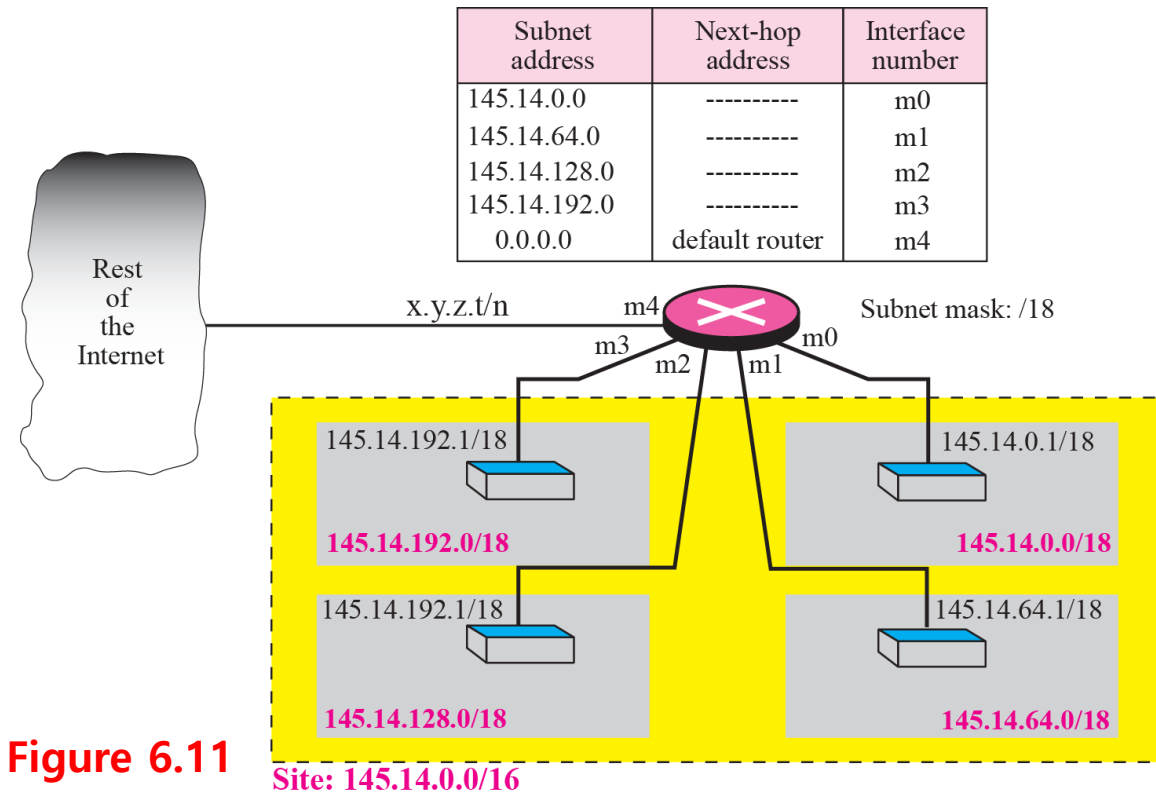 Subnet address Next-hop address Interface number
145.14.0.0 ---------- m0
145.14.64.0 ---------- m1
145.14.128.0 ---------- m2
145.14.192.0 ---------- m3
0.0.0.0 default router m4
Rest
of
the
Internet
x.y.z.t/n
m4
Subnet mask: /18
m3
m2
m1
m0
145.14.192.1/18
145.14.192.0/18
145.14.0.1/18
145.14.0.0/18
145.14.192.1/18
145.14.128.0/18
145.14.64.1/18
145.14.64.0/18
Figure 6.11
Site: 145.14.0.0/16